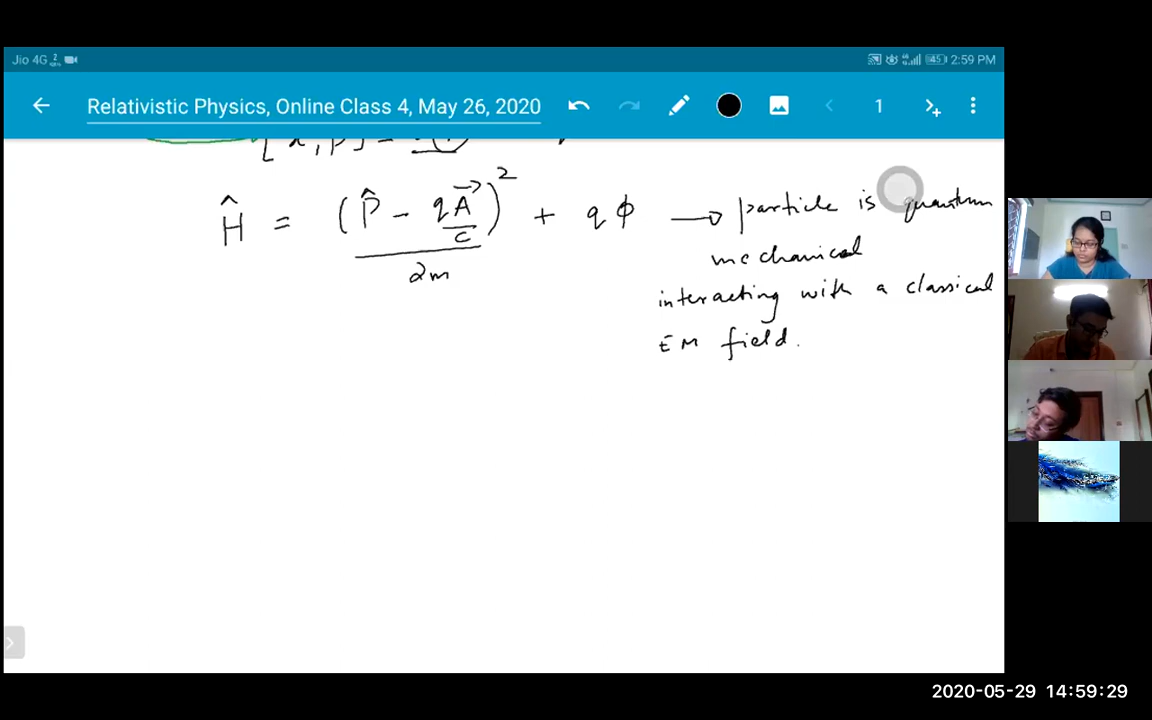 Jio 4G 2:59 PM
Relativistic Physics, Online Class 4, May 26, 2020 1
[x, p] =
Ĥ = (P̂ - qA⃗/c)²/2m + qϕ → particle is quantum
mechanical
interacting with a classical
EM field.
2020-05-29 14:59:29